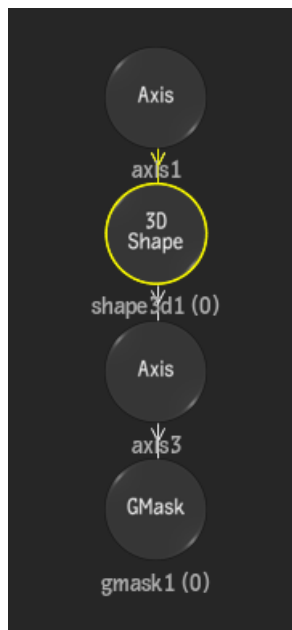 Axis
axis1
3D
Shape
shape3d1 (0)
Axis
axis3
GMask
gmask1 (0)